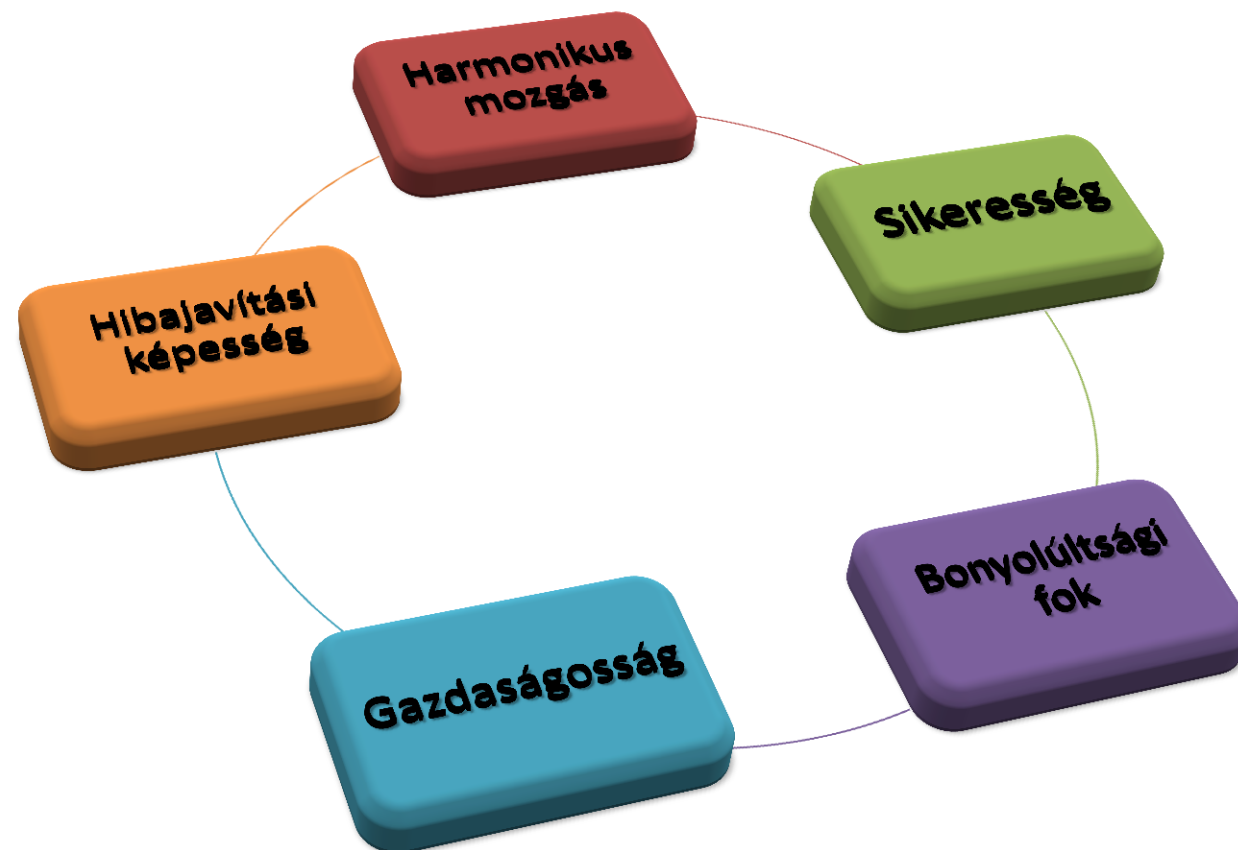 Harmonikus
mozgás
Sikeresség
Bonyolúltsági
fok
Gazdaságosság
Hibajavítási
képesség